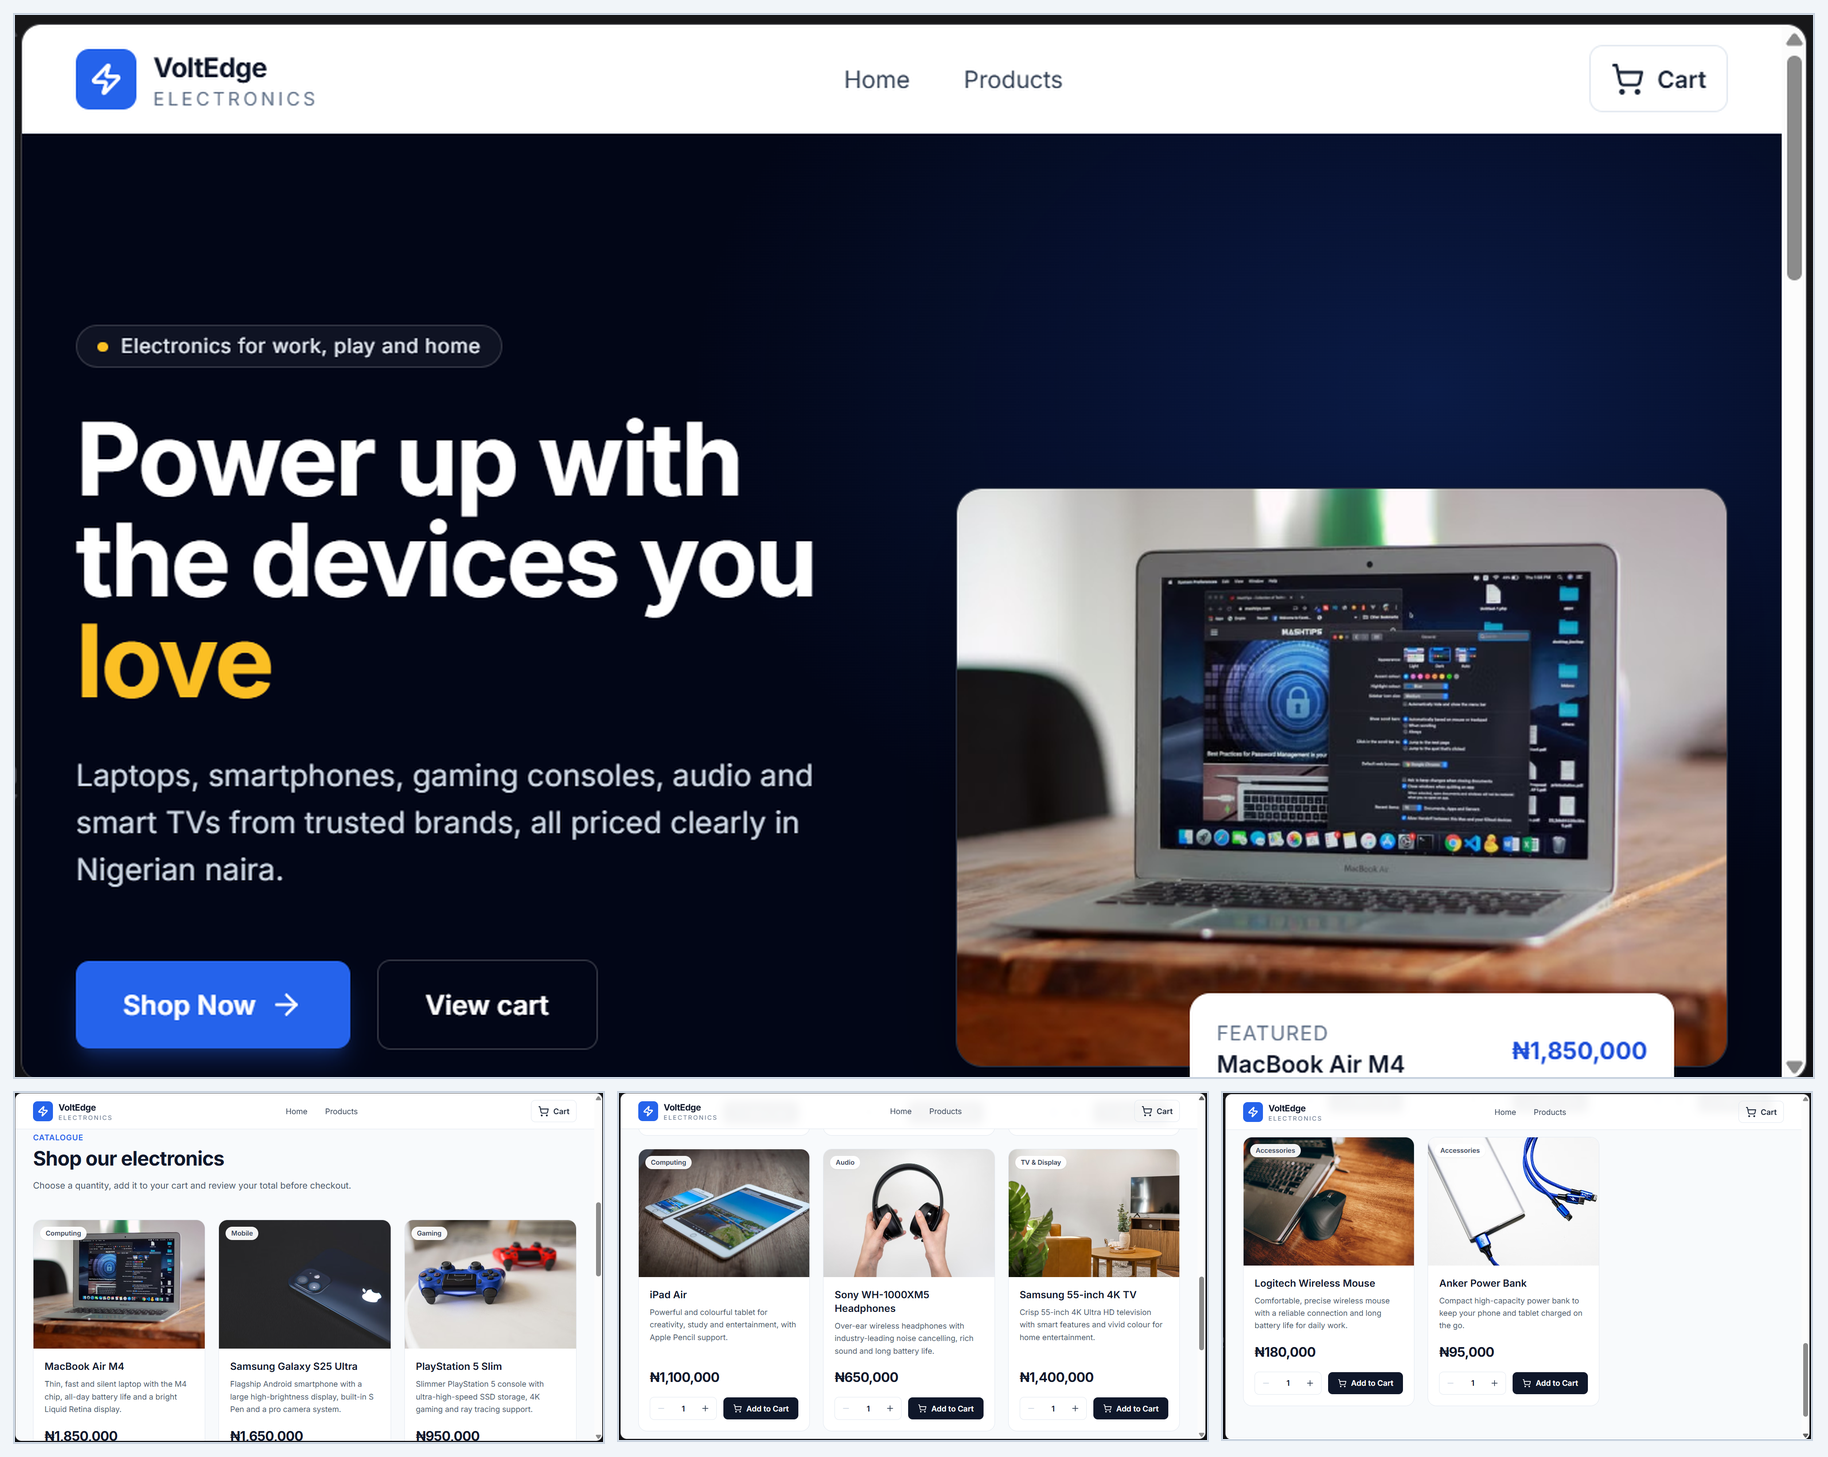 VoltEdge
ELECTRONICS
Home
Products
Cart
Electronics for work, play and home
Power up with
the devices you
love
Laptops, smartphones, gaming consoles, audio and
smart TVs from trusted brands, all priced clearly in
Nigerian naira.
Shop Now
View cart
MASHTIPS
MacBook Air
FEATURED
MacBook Air M4
₦1,850,000
VoltEdge
ELECTRONICS
Home
Products
Cart
CATALOGUE
Shop our electronics
Choose a quantity, add it to your cart and review your total before checkout.
Computing
MacBook Air M4
Thin, fast and silent laptop with the M4
chip, all-day battery life and a bright
Liquid Retina display.
₦1,850,000
Mobile
Samsung Galaxy S25 Ultra
Flagship Android smartphone with a
large high-brightness display, built-in S
Pen and a pro camera system.
₦1,650,000
Gaming
PlayStation 5 Slim
Slimmer PlayStation 5 console with
ultra-high-speed SSD storage, 4K
gaming and ray tracing support.
₦950,000
VoltEdge
ELECTRONICS
Home
Products
Cart
Computing
iPad Air
Powerful and colourful tablet for
creativity, study and entertainment, with
Apple Pencil support.
₦1,100,000
1
Add to Cart
Audio
Sony WH-1000XM5
Headphones
Over-ear wireless headphones with
industry-leading noise cancelling, rich
sound and long battery life.
₦650,000
1
Add to Cart
TV & Display
Samsung 55-inch 4K TV
Crisp 55-inch 4K Ultra HD television
with smart features and vivid colour for
home entertainment.
₦1,400,000
1
Add to Cart
VoltEdge
ELECTRONICS
Home
Products
Cart
Accessories
Logitech Wireless Mouse
Comfortable, precise wireless mouse
with a reliable connection and long
battery life for daily work.
₦180,000
1
Add to Cart
Accessories
Anker Power Bank
Compact high-capacity power bank to
keep your phone and tablet charged on
the go.
₦95,000
1
Add to Cart